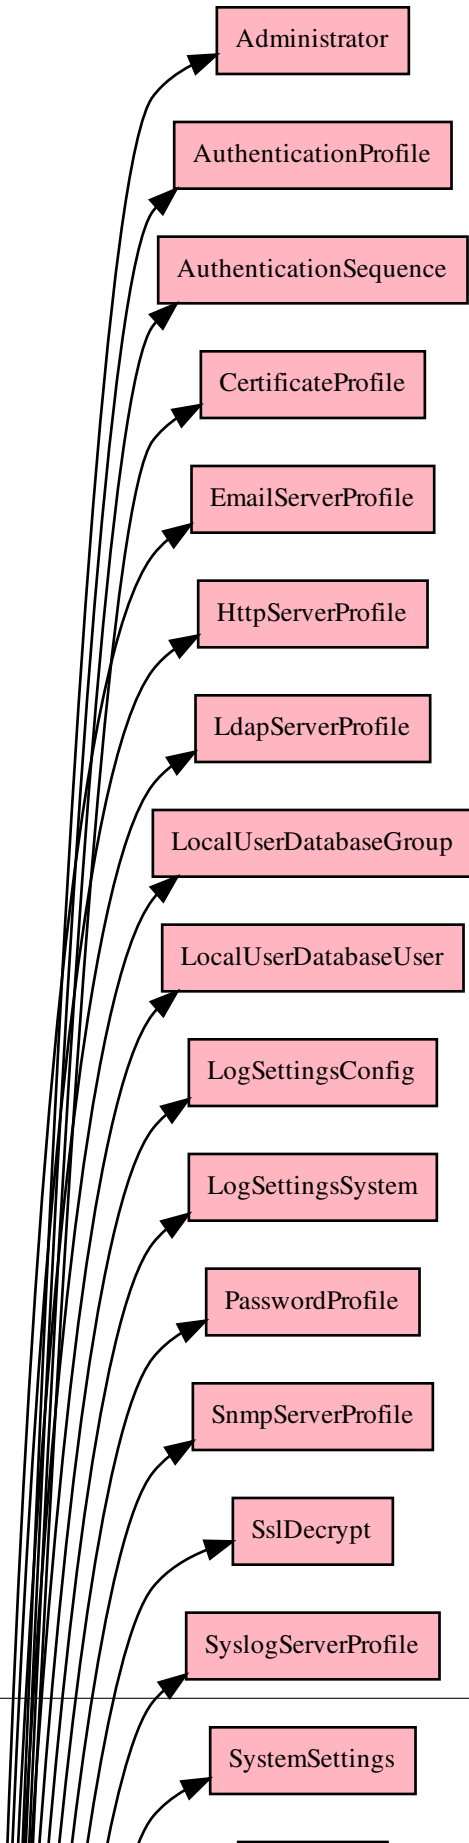 Administrator
AuthenticationProfile
AuthenticationSequence
CertificateProfile
EmailServerProfile
HttpServerProfile
LdapServerProfile
LocalUserDatabaseGroup
LocalUserDatabaseUser
LogSettingsConfig
LogSettingsSystem
PasswordProfile
SnmpServerProfile
SslDecrypt
SyslogServerProfile
SystemSettings